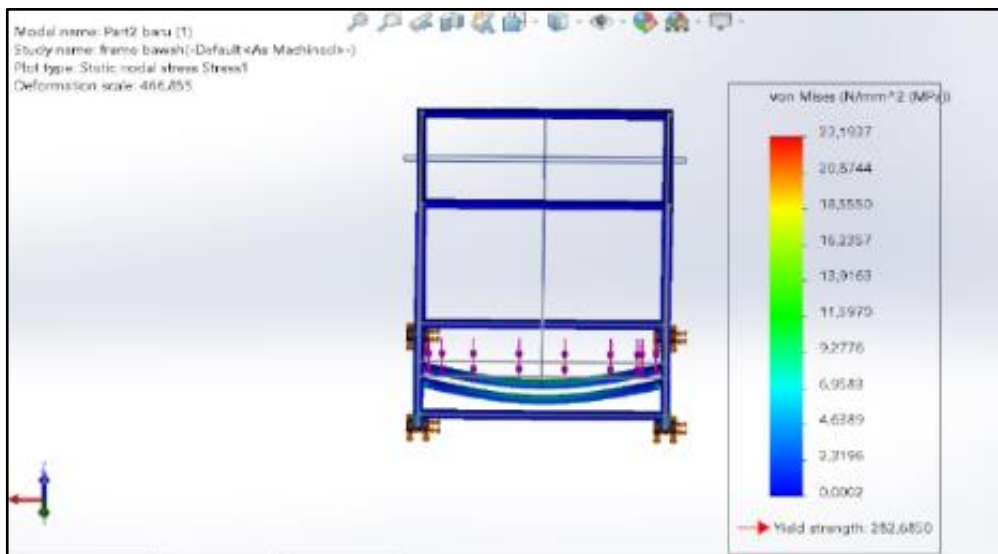 Model name: Part2 baru (1)
Study name: frame bawah(-Default<As Machined>-)
Plot type: Static nodal stress Stress1
Deformation scale: 466,855
von Mises (N/mm^2 (MPa))
23,1937
20,8744
18,5550
16,2357
13,9163
11,5970
9,2776
6,9583
4,6389
2,3196
0,0002
Yield strength: 282,6850